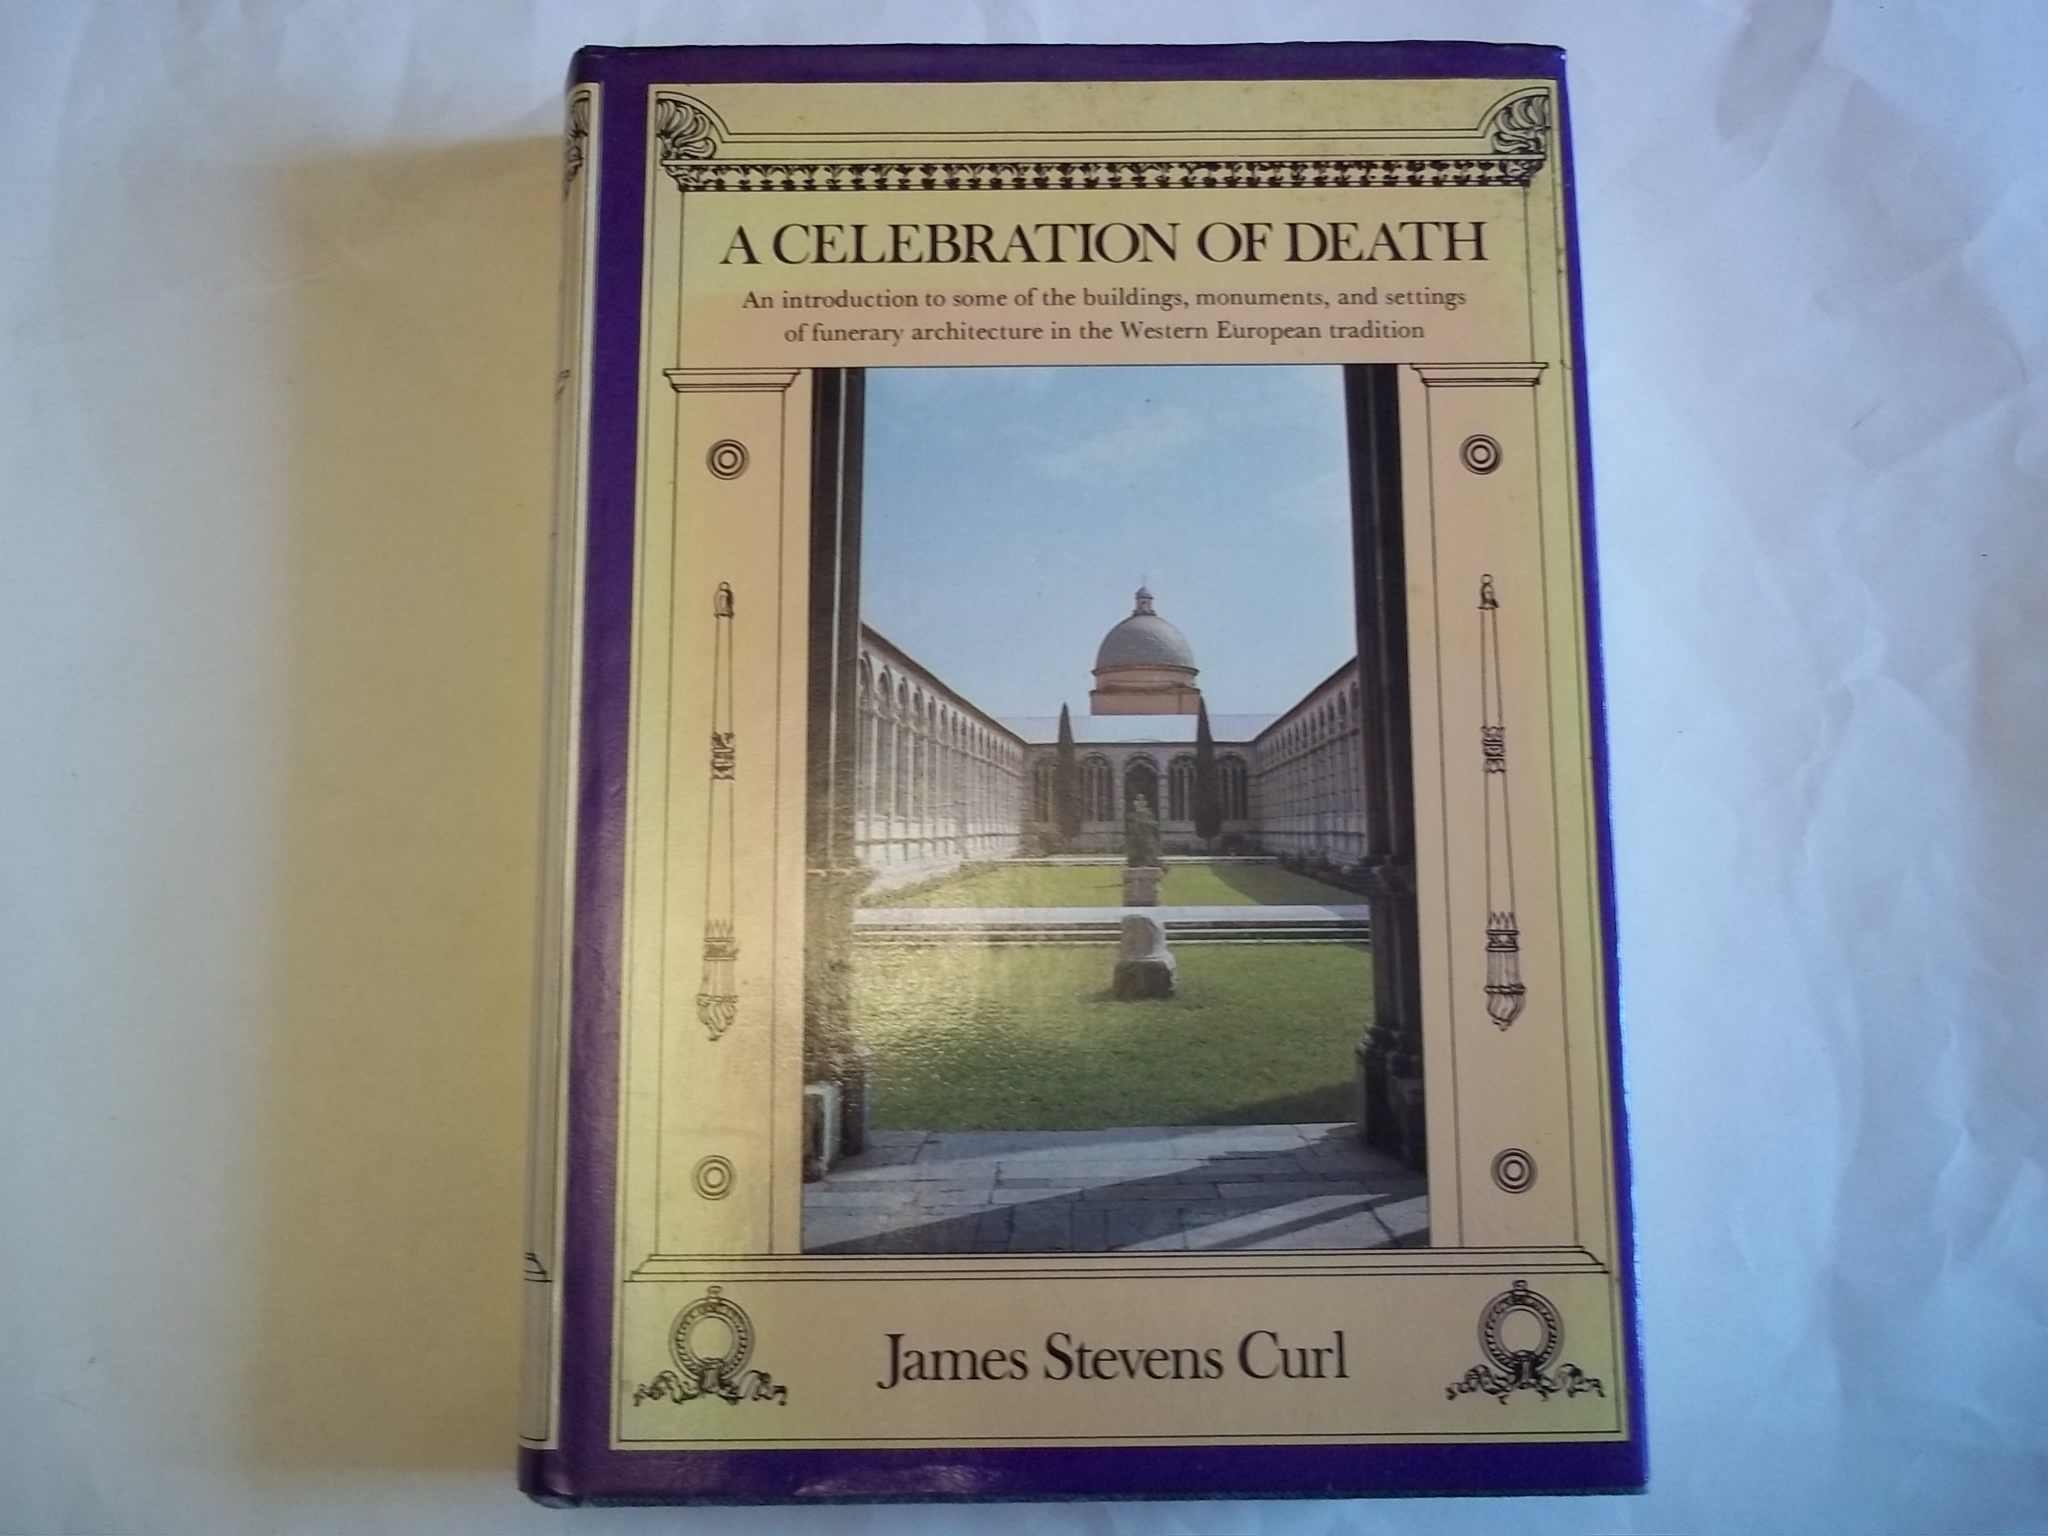 A CELEBRATION OF DEATH
An introduction to some of the buildings, monuments, and settings
of funerary architecture in the Western European tradition
James Stevens Curl